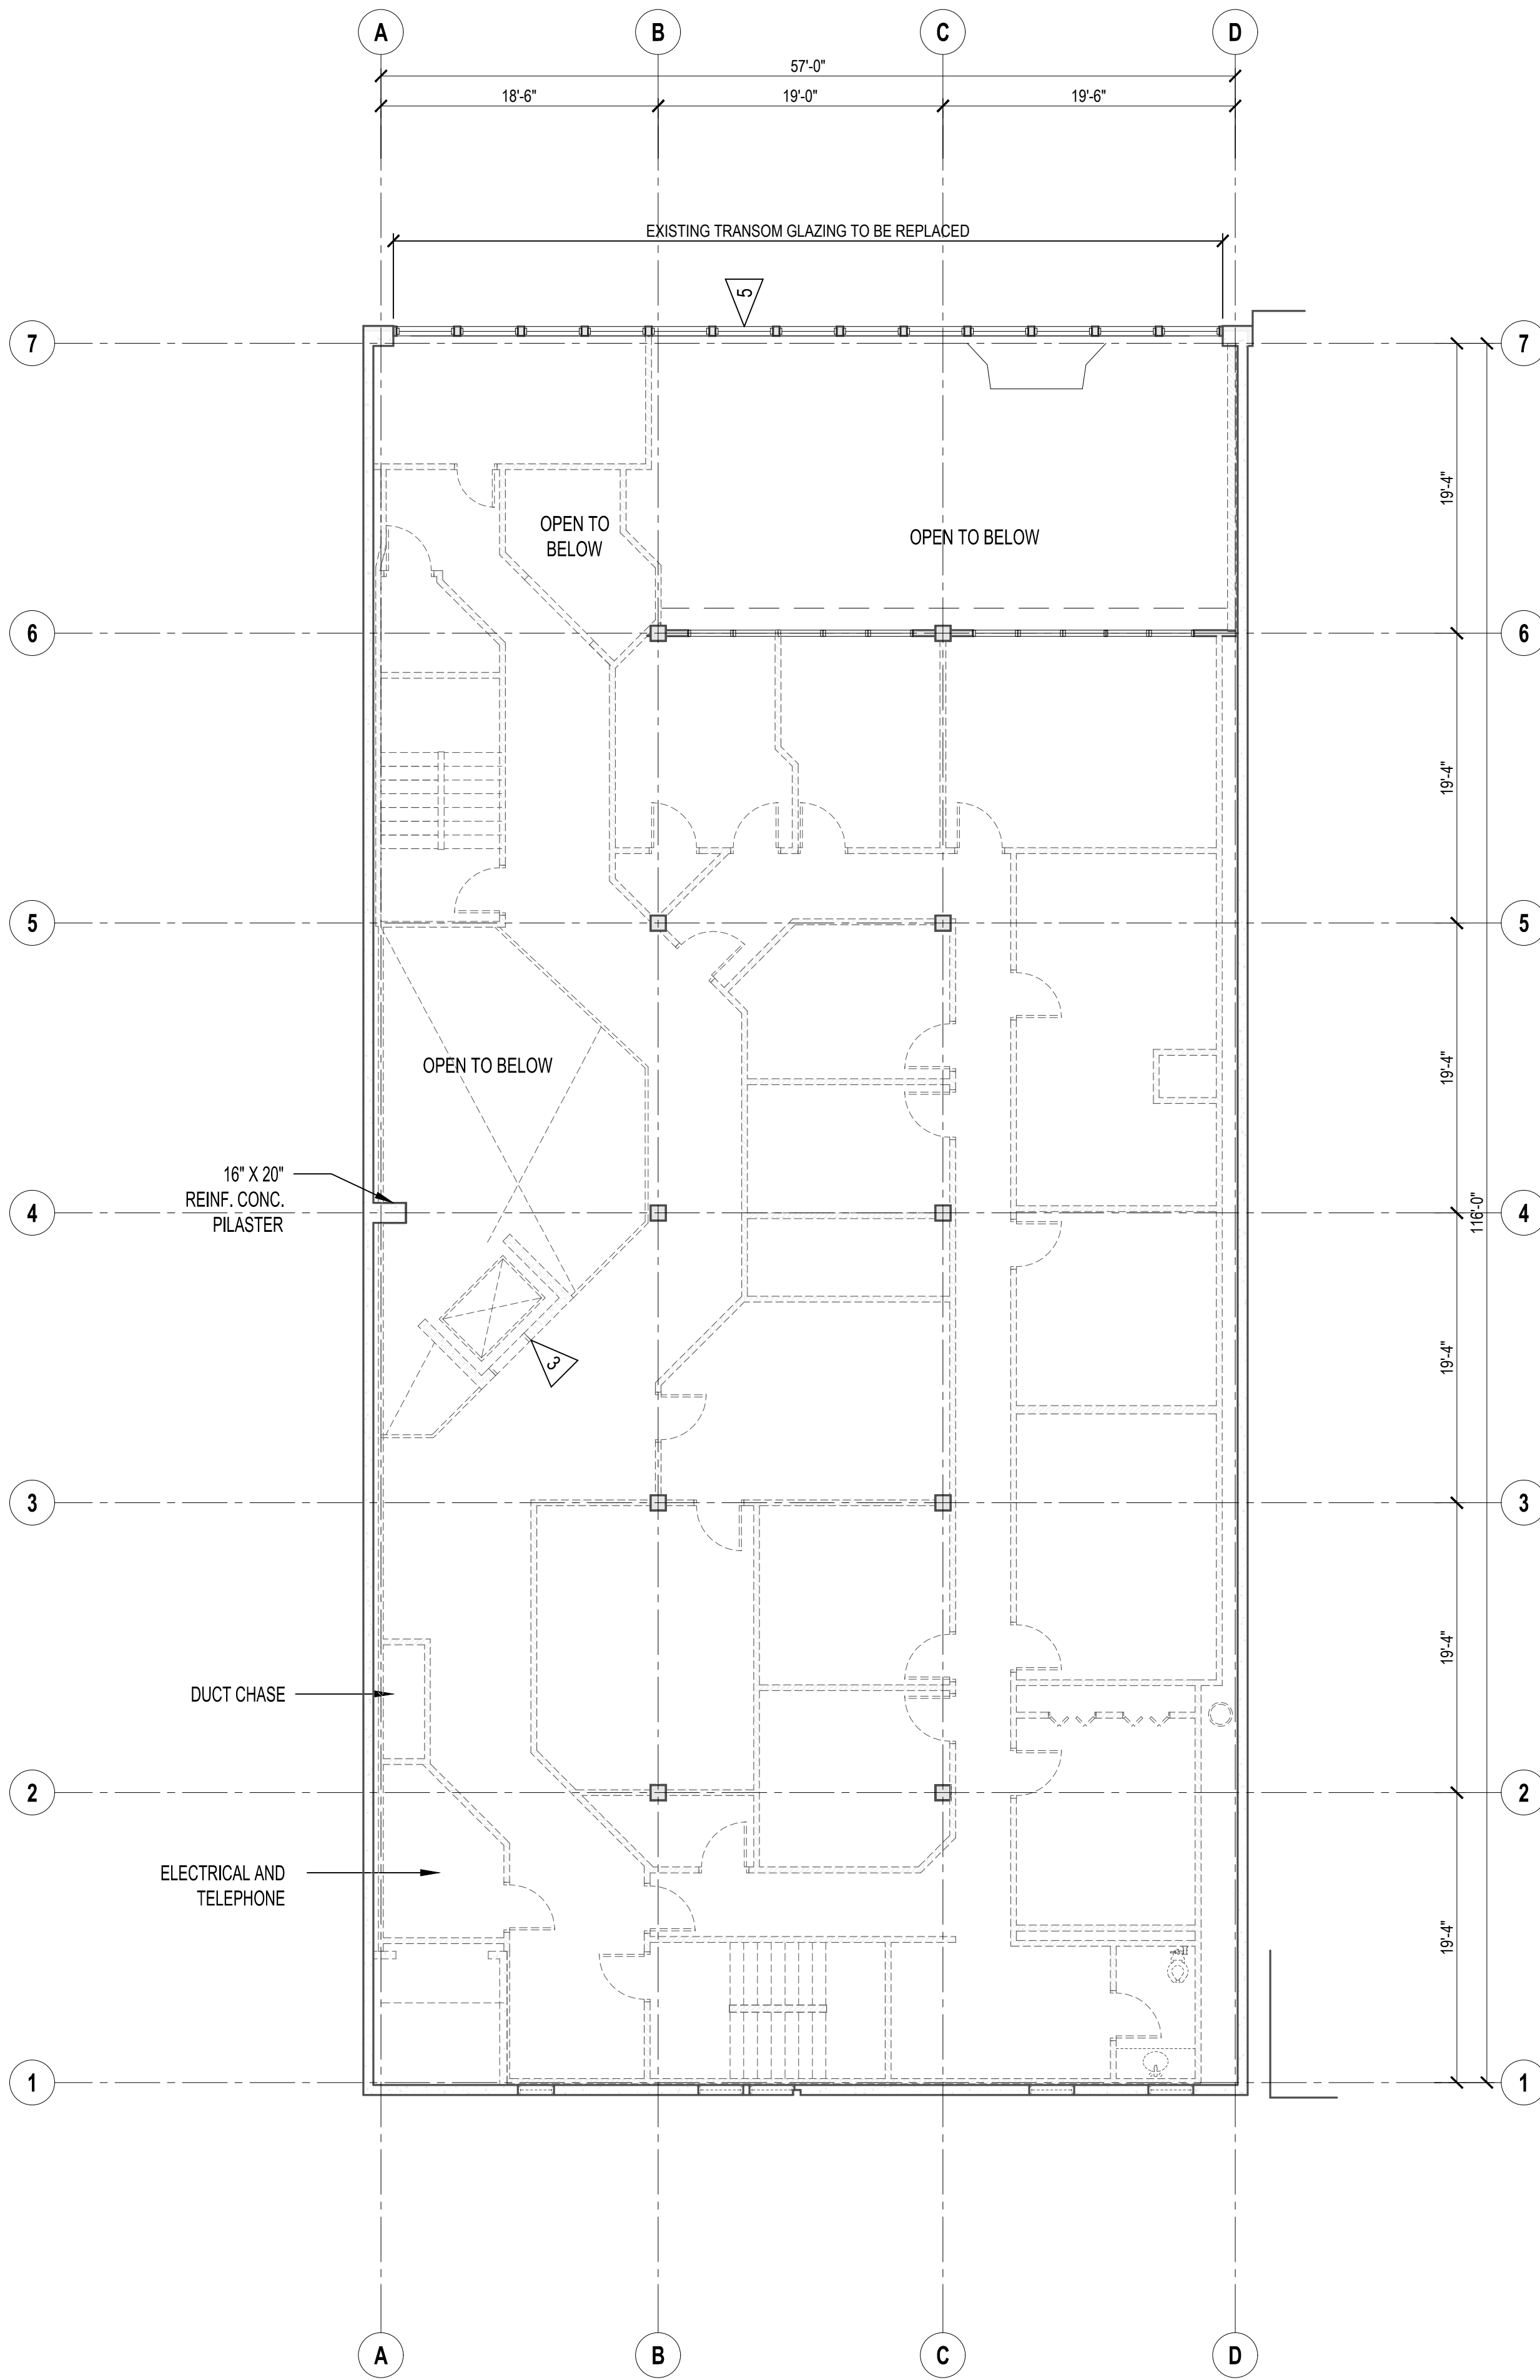 A B C D
57'-0"
18'-6" 19'-0" 19'-6"
EXISTING TRANSOM GLAZING TO BE REPLACED
5
7 7
19'-4"
OPEN TO
BELOW
OPEN TO BELOW
6 6
19'-4"
5 5
19'-4"
OPEN TO BELOW
16" X 20"
REINF. CONC.
PILASTER
4 4
116'-0"
19'-4"
3
3 3
19'-4"
DUCT CHASE
2 2
ELECTRICAL AND
TELEPHONE
19'-4"
1 1
A B C D